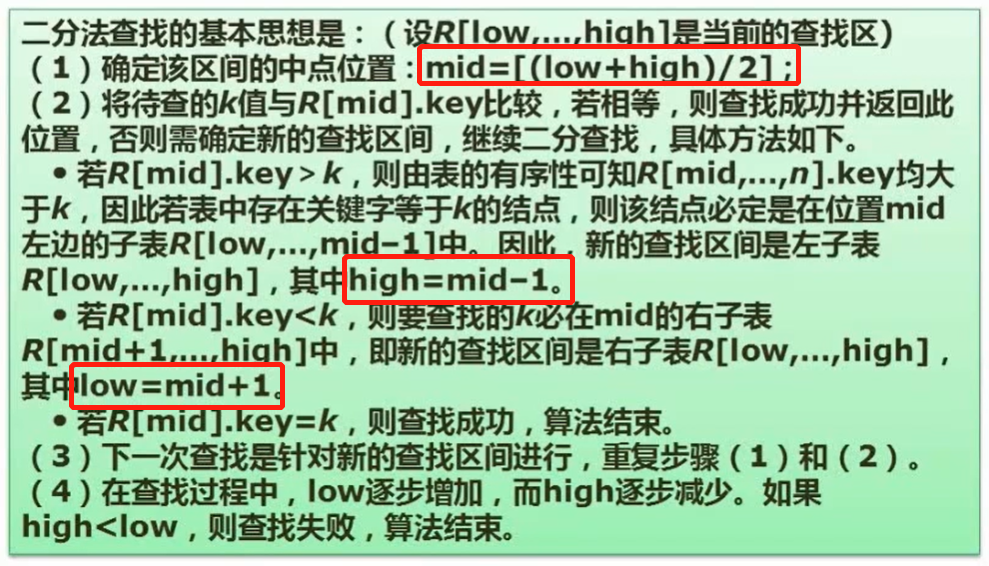 二分法查找的基本思想是：（设R[low,...,high]是当前的查找区）
（1）确定该区间的中点位置：mid=[(low+high)/2]；
（2）将待查的k值与R[mid].key比较，若相等，则查找成功并返回此
位置，否则需确定新的查找区间，继续二分查找，具体方法如下。
•若R[mid].key＞k，则由表的有序性可知R[mid,...,n].key均大
于k，因此若表中存在关键字等于k的结点，则该结点必定是在位置mid
左边的子表R[low,...,mid–1]中。因此，新的查找区间是左子表
R[low,...,high]，其中high=mid–1。
•若R[mid].key<k，则要查找的k必在mid的右子表
R[mid+1,...,high]中，即新的查找区间是右子表R[low,...,high]，
其中low=mid+1。
•若R[mid].key=k，则查找成功，算法结束。
（3）下一次查找是针对新的查找区间进行，重复步骤（1）和（2）。
（4）在查找过程中，low逐步增加，而high逐步减少。如果
high<low，则查找失败，算法结束。